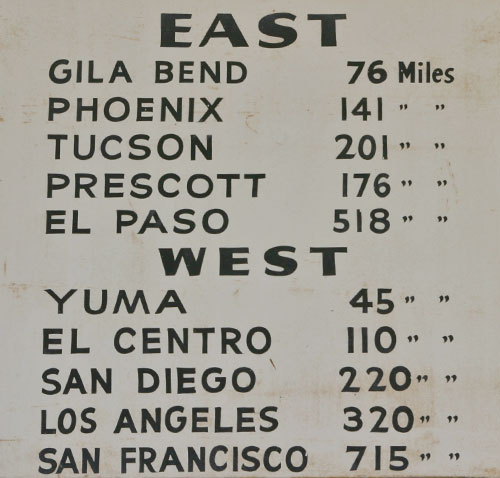 EAST
GILA BEND 76 Miles
PHOENIX 141 " "
TUCSON 201 " "
PRESCOTT 176 " "
EL PASO 518 " "
WEST
YUMA 45 " "
EL CENTRO 110 " "
SAN DIEGO 220 " "
LOS ANGELES 320 " "
SAN FRANCISCO 715 " "